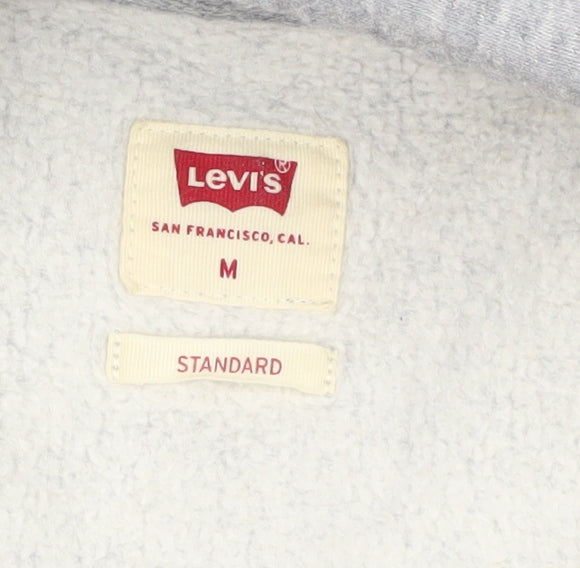 LEVI'S®
SAN FRANCISCO, CAL.
M
STANDARD